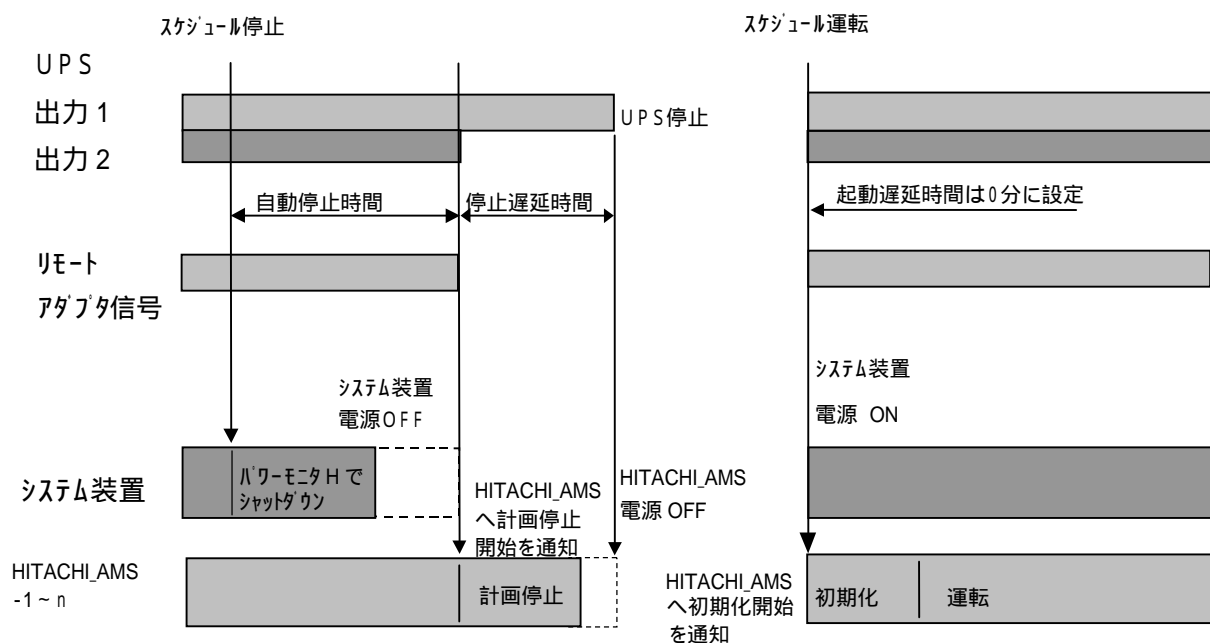 ｽｹｼﾞｭｰﾙ停止
ｽｹｼﾞｭｰﾙ運転
ＵＰＳ
出力１
ＵＰＳ停止
出力２
自動停止時間
停止遅延時間
起動遅延時間は0分に設定
ﾘﾓｰﾄ
ｱﾀﾞﾌﾟﾀ信号
ｼｽﾃﾑ装置
電源ＯＦＦ
ｼｽﾃﾑ装置
電源 ON
ｼｽﾃﾑ装置
ﾊﾟﾜｰﾓﾆﾀ H で
ｼｬｯﾄﾀﾞｳﾝ
HITACHI_AMS
へ計画停止
開始を通知
HITACHI_AMS
電源 OFF
HITACHI_AMS
-1～n
計画停止
HITACHI_AMS
へ初期化開始
を通知
初期化
運転